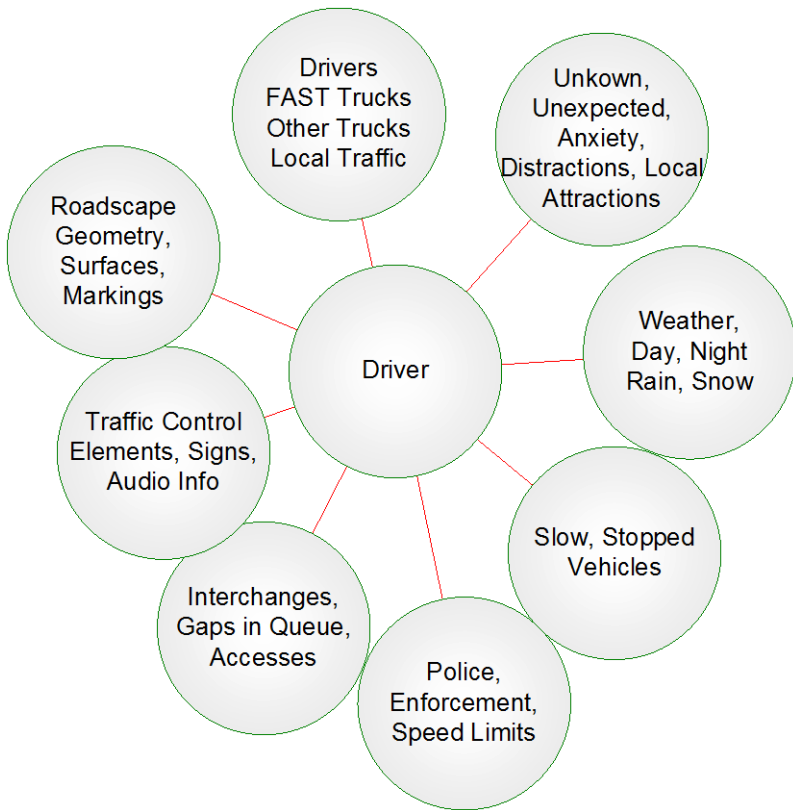 Drivers
FAST Trucks
Other Trucks
Local Traffic
Unkown,
Unexpected,
Anxiety,
Distractions, Local
Attractions
Roadscape
Geometry,
Surfaces,
Markings
Weather,
Day, Night
Rain, Snow
Driver
Traffic Control
Elements, Signs,
Audio Info
Slow, Stopped
Vehicles
Interchanges,
Gaps in Queue,
Accesses
Police,
Enforcement,
Speed Limits